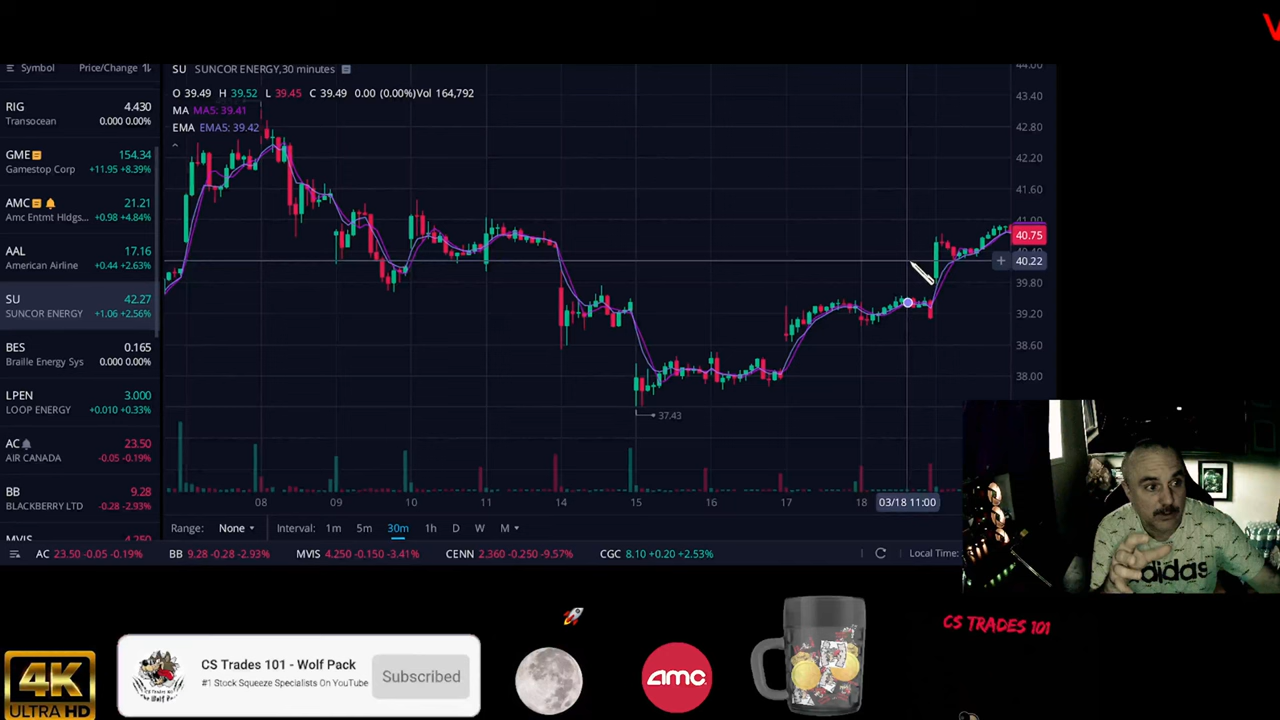 Symbol Price/Change
RIG 4.430
Transocean 0.000 0.00%
GME 154.34
Gamestop Corp +11.95 +8.39%
AMC 21.21
Amc Entmt Hldgs... +0.98 +4.84%
AAL 17.16
American Airline +0.44 +2.63%
SU 42.27
SUNCOR ENERGY +1.06 +2.56%
BES 0.165
Braille Energy Sys 0.000 0.00%
LPEN 3.000
LOOP ENERGY +0.010 +0.33%
AC 23.50
AIR CANADA -0.05 -0.19%
BB 9.28
BLACKBERRY LTD -0.28 -2.93%
MVIS 4.250
SU SUNCOR ENERGY,30 minutes
O 39.49 H 39.52 L 39.45 C 39.49 0.00 (0.00%)Vol 164,792
MA MA5: 39.41
EMA EMA5: 39.42
44.00
43.40
42.80
42.20
41.60
41.00
40.75
40.40
40.22
39.80
39.20
38.60
38.00
37.43
08 09 10 11 14 15 16 17 18 03/18 11:00
Range: None Interval: 1m 5m 30m 1h D W M
AC 23.50 -0.05 -0.19% BB 9.28 -0.28 -2.93% MVIS 4.250 -0.150 -3.41% CENN 2.360 -0.250 -9.57% CGC 8.10 +0.20 +2.53% Local Time:
adidas
CS TRADES 101
4K
ULTRA HD
CS Trades 101 - Wolf Pack
#1 Stock Squeeze Specialists On YouTube
Subscribed
amc